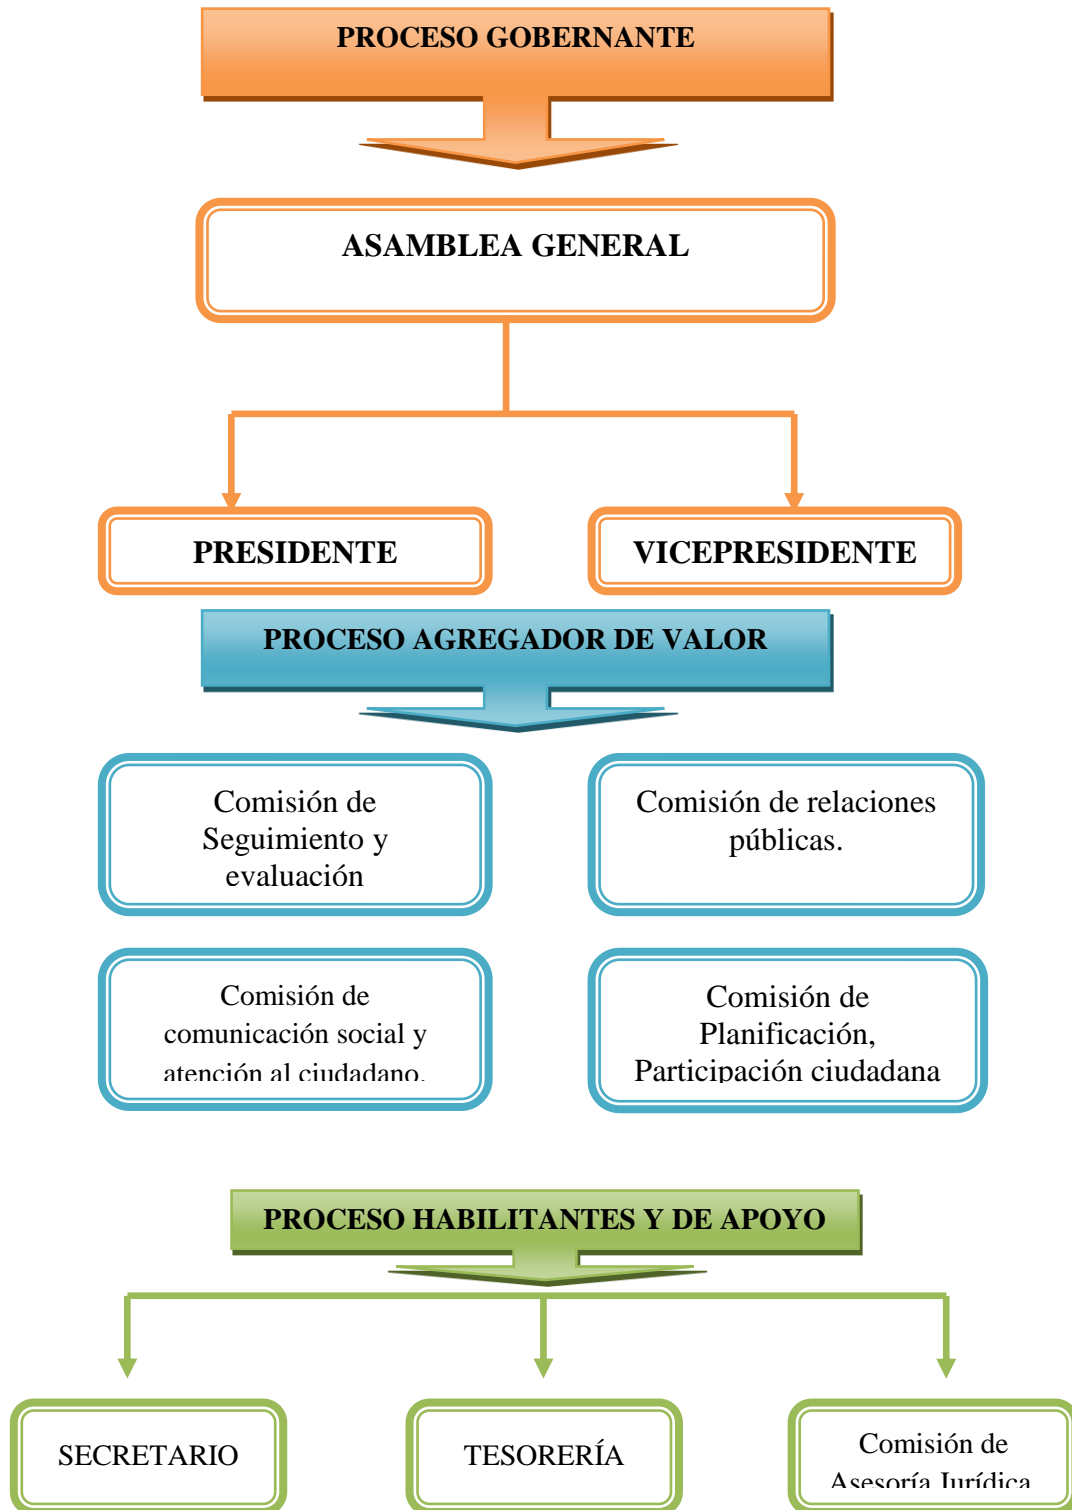 PROCESO GOBERNANTE
ASAMBLEA GENERAL
PRESIDENTE
VICEPRESIDENTE
PROCESO AGREGADOR DE VALOR
Comisión de
Seguimiento y
evaluación
Comisión de relaciones
públicas.
Comisión de
comunicación social y
atención al ciudadano.
Comisión de
Planificación,
Participación ciudadana
PROCESO HABILITANTES Y DE APOYO
SECRETARIO
TESORERÍA
Comisión de
Asesoría Jurídica